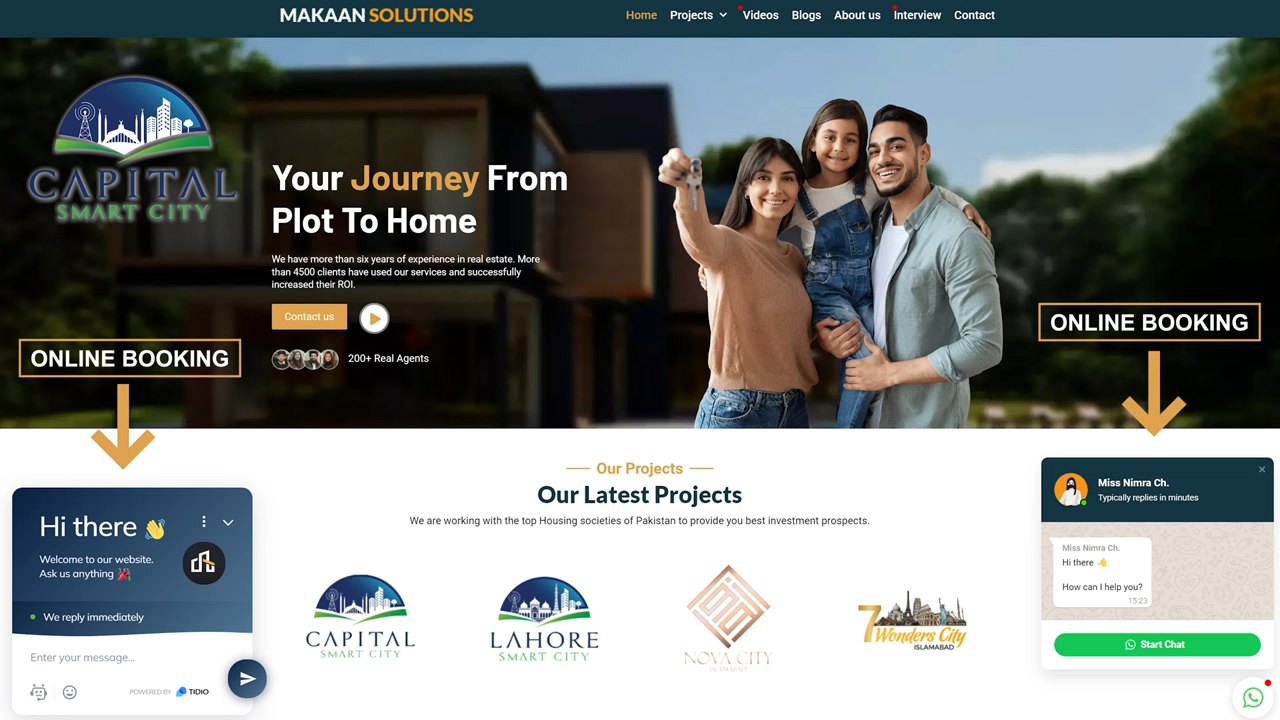 MAKAAN SOLUTIONS
Home Projects Videos Blogs About us Interview Contact
CAPITAL
SMART CITY
Your Journey From
Plot To Home
We have more than six years of experience in real estate. More
than 4500 clients have used our services and successfully
increased their ROI.
Contact us
200+ Real Agents
ONLINE BOOKING
ONLINE BOOKING
Our Projects
Our Latest Projects
We are working with the top Housing societies of Pakistan to provide you best investment prospects.
CAPITAL
SMART CITY
LAHORE
SMART CITY
NOVA CITY
ISLAMABAD
7 Wonders City
ISLAMABAD
Hi there
Welcome to our website.
Ask us anything
We reply immediately
Enter your message...
POWERED BY TIDIO
Miss Nimra Ch.
Typically replies in minutes
Miss Nimra Ch.
Hi there
How can I help you?
15:23
Start Chat